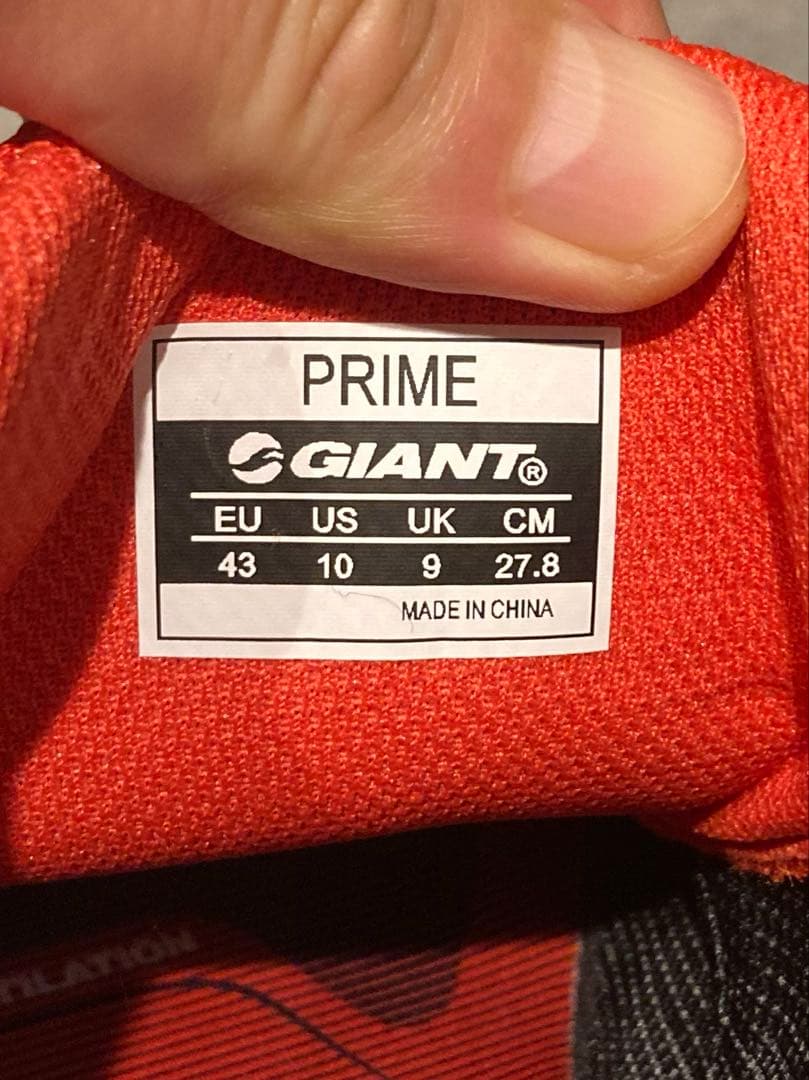 PRIME
GIANT®
EU US UK CM
43 10 9 27.8
MADE IN CHINA